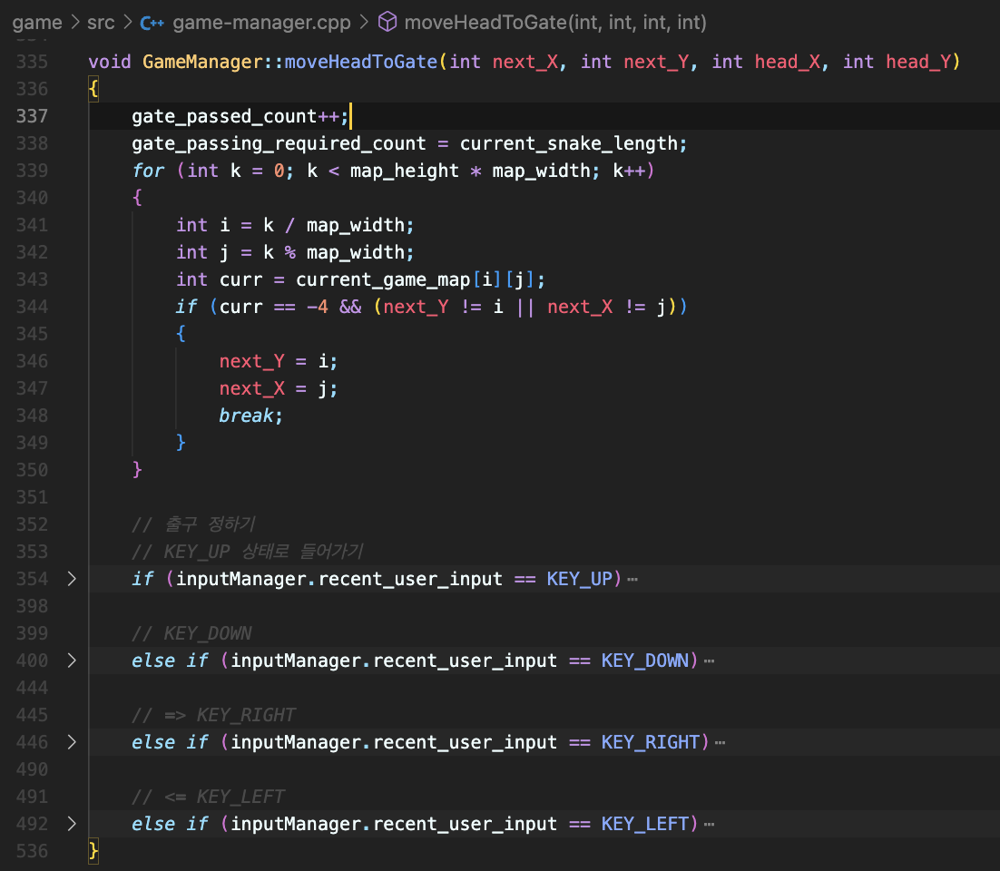 game > src > C++ game-manager.cpp > moveHeadToGate(int, int, int, int)
335 void GameManager::moveHeadToGate(int next_X, int next_Y, int head_X, int head_Y)
336 {
337     gate_passed_count++;
338     gate_passing_required_count = current_snake_length;
339     for (int k = 0; k < map_height * map_width; k++)
340     {
341         int i = k / map_width;
342         int j = k % map_width;
343         int curr = current_game_map[i][j];
344         if (curr == -4 && (next_Y != i || next_X != j))
345         {
346             next_Y = i;
347             next_X = j;
348             break;
349         }
350     }
351
352     // 출구 정하기
353     // KEY_UP 상태로 들어가기
354 >   if (inputManager.recent_user_input == KEY_UP) ⋯
398
399     // KEY_DOWN
400 >   else if (inputManager.recent_user_input == KEY_DOWN) ⋯
444
445     // => KEY_RIGHT
446 >   else if (inputManager.recent_user_input == KEY_RIGHT) ⋯
490
491     // <= KEY_LEFT
492 >   else if (inputManager.recent_user_input == KEY_LEFT) ⋯
536 }